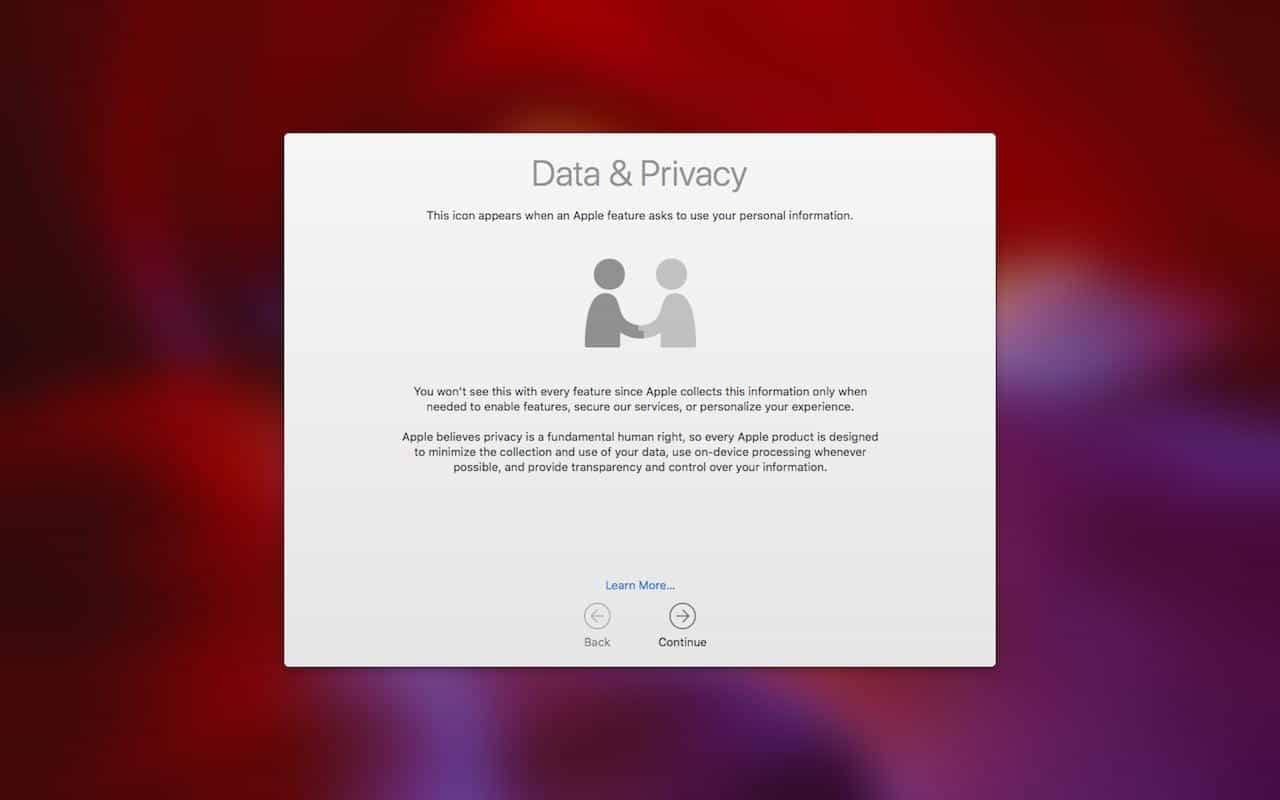 Data & Privacy
This icon appears when an Apple feature asks to use your personal information.
You won't see this with every feature since Apple collects this information only when
needed to enable features, secure our services, or personalize your experience.
Apple believes privacy is a fundamental human right, so every Apple product is designed
to minimize the collection and use of your data, use on-device processing whenever
possible, and provide transparency and control over your information.
Learn More...
Back
Continue